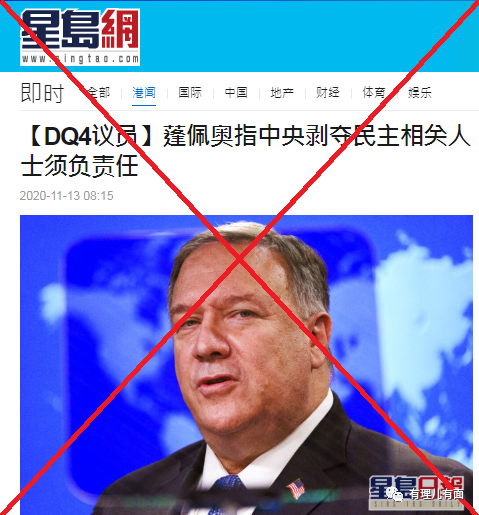 星島網
www.singtao.com
即时 全部 港闻 国际 中国 地产 财经 体育 娱乐
【DQ4议员】蓬佩奥指中央剥夺民主相关人
士须负责任
2020-11-13 08:15
星島日報
有理儿有面